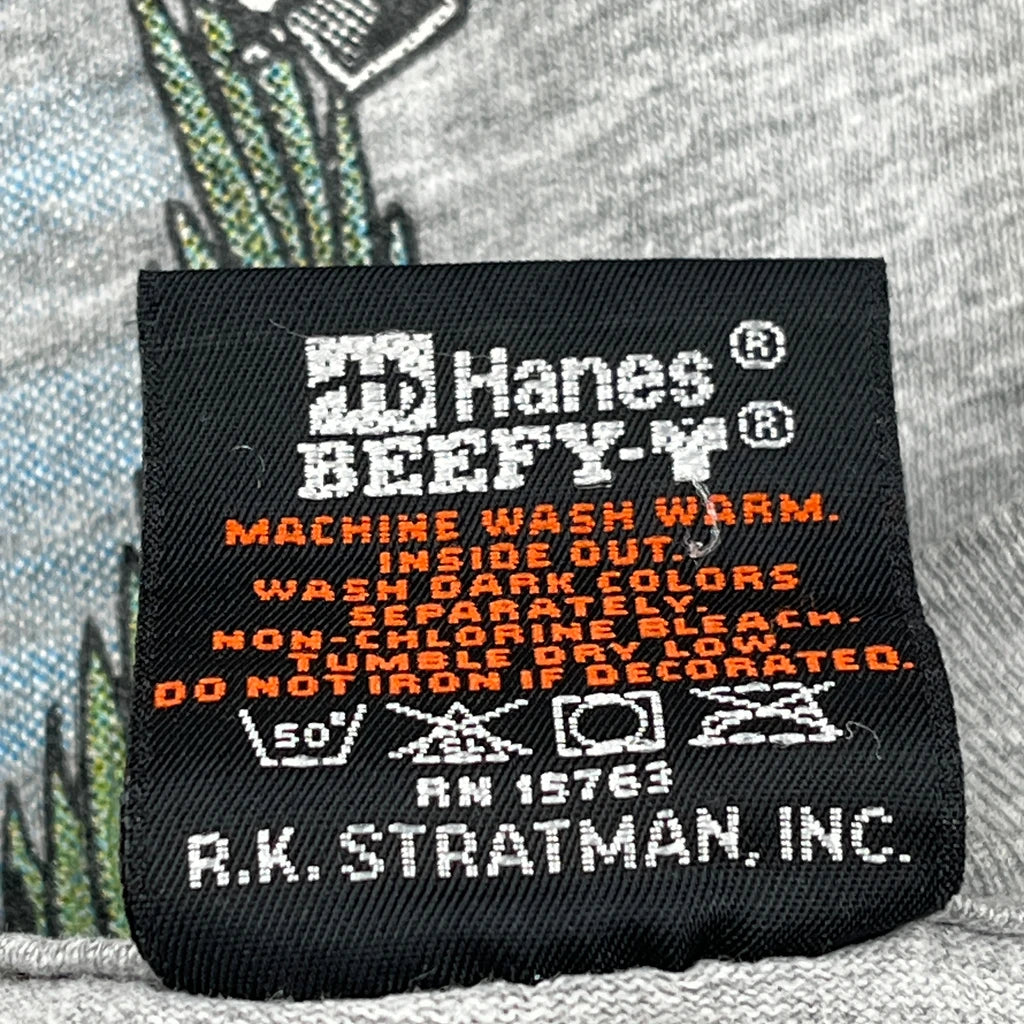 Hanes®
BEEFY-T®
MACHINE WASH WARM.
INSIDE OUT.
WASH DARK COLORS
SEPARATELY.
NON-CHLORINE BLEACH.
TUMBLE DRY LOW.
DO NOT IRON IF DECORATED.
50° CL
RN 15763
R.K. STRATMAN, INC.